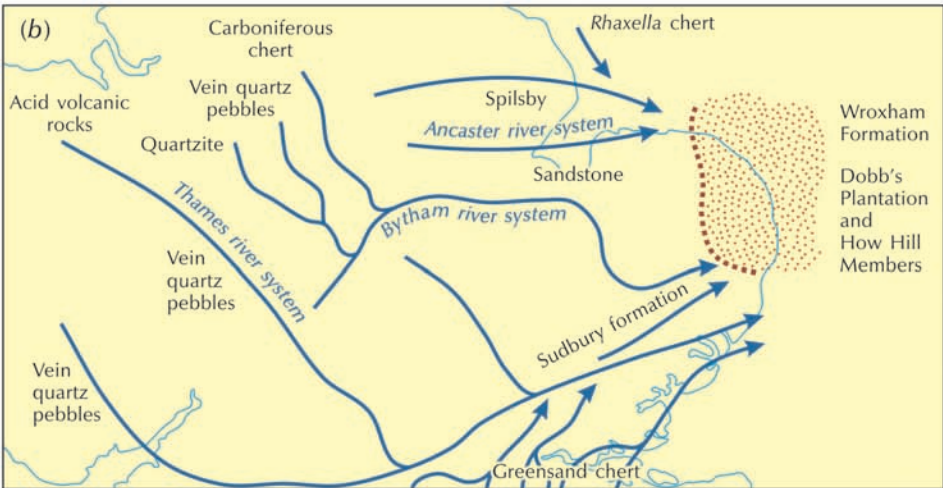 (b)
Carboniferous
chert
Rhaxella chert
Acid volcanic
rocks
Vein quartz
pebbles
Spilsby
Wroxham
Formation
Quartzite
Ancaster river system
Sandstone
Dobb's
Plantation
and
How Hill
Members
Thames river system
Bytham river system
Vein
quartz
pebbles
Sudbury formation
Vein
quartz
pebbles
Greensand chert